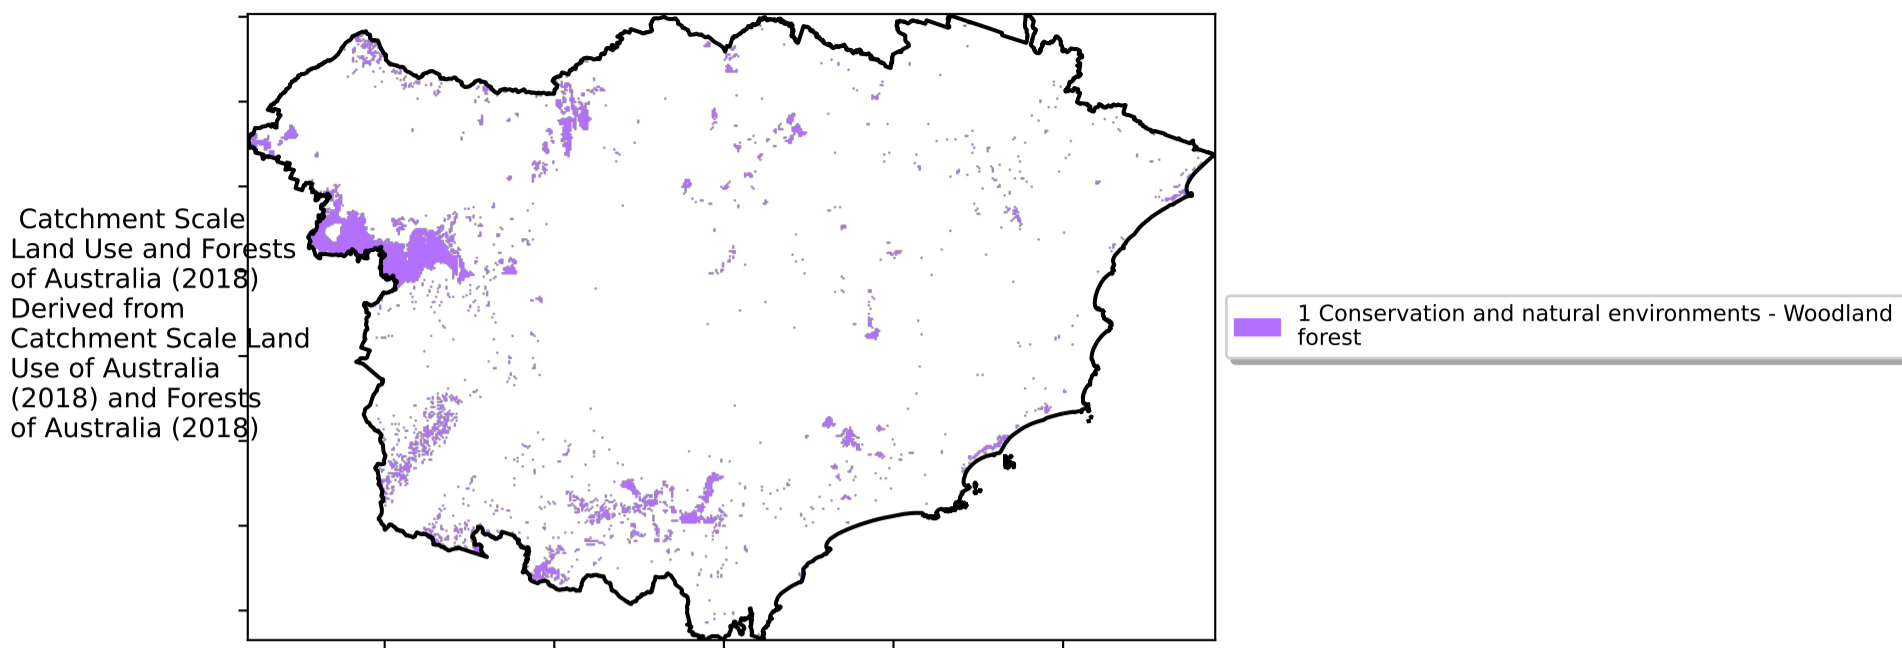 Catchment Scale
Land Use and Forests
of Australia (2018)
Derived from
Catchment Scale Land
Use of Australia
(2018) and Forests
of Australia (2018)
1 Conservation and natural environments - Woodland
forest